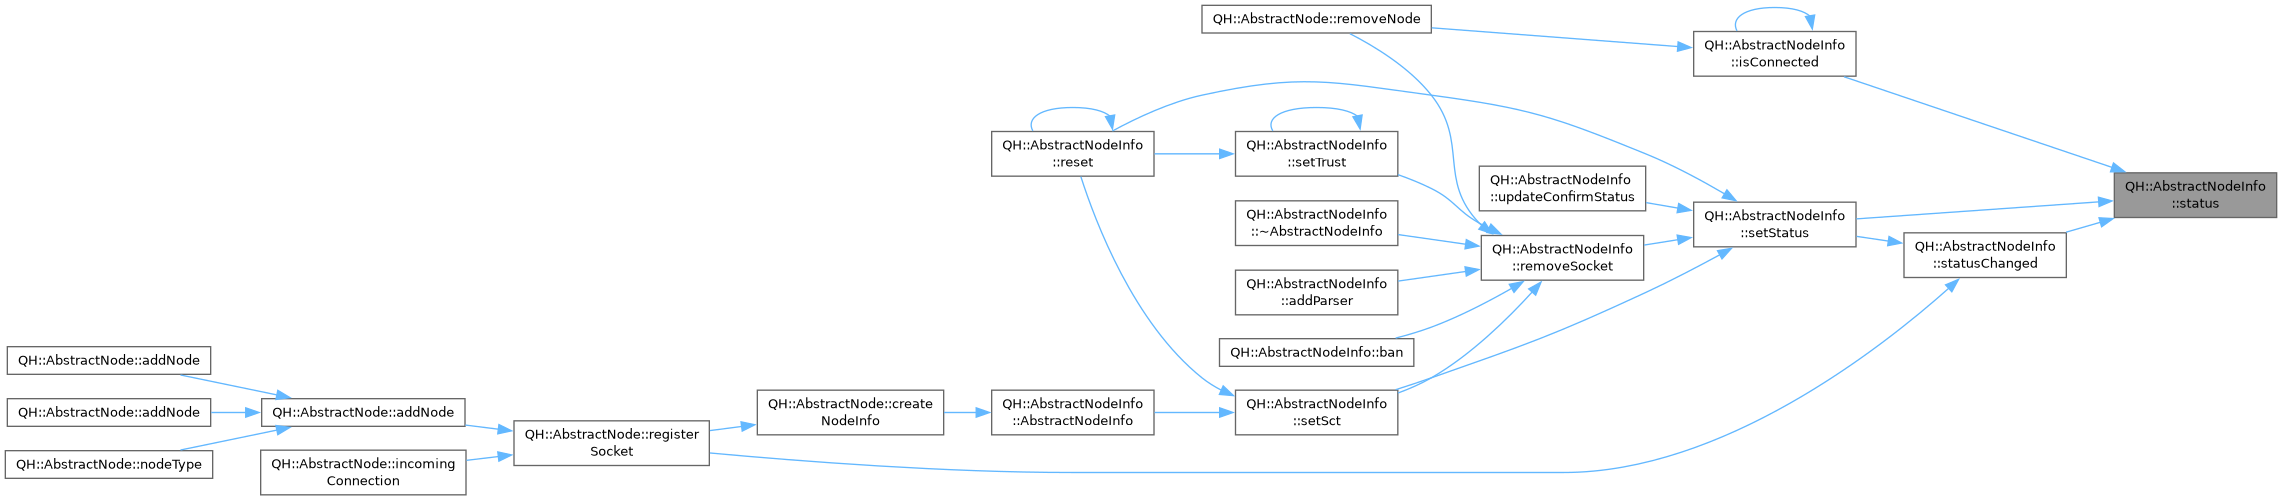 QH::AbstractNode::removeNode
QH::AbstractNodeInfo
::isConnected
QH::AbstractNodeInfo
::reset
QH::AbstractNodeInfo
::setTrust
QH::AbstractNodeInfo
::updateConfirmStatus
QH::AbstractNodeInfo
::status
QH::AbstractNodeInfo
::~AbstractNodeInfo
QH::AbstractNodeInfo
::setStatus
QH::AbstractNodeInfo
::removeSocket
QH::AbstractNodeInfo
::statusChanged
QH::AbstractNodeInfo
::addParser
QH::AbstractNodeInfo::ban
QH::AbstractNode::addNode
QH::AbstractNode::addNode
QH::AbstractNode::addNode
QH::AbstractNode::nodeType
QH::AbstractNode::incoming
Connection
QH::AbstractNode::register
Socket
QH::AbstractNode::create
NodeInfo
QH::AbstractNodeInfo
::AbstractNodeInfo
QH::AbstractNodeInfo
::setSct